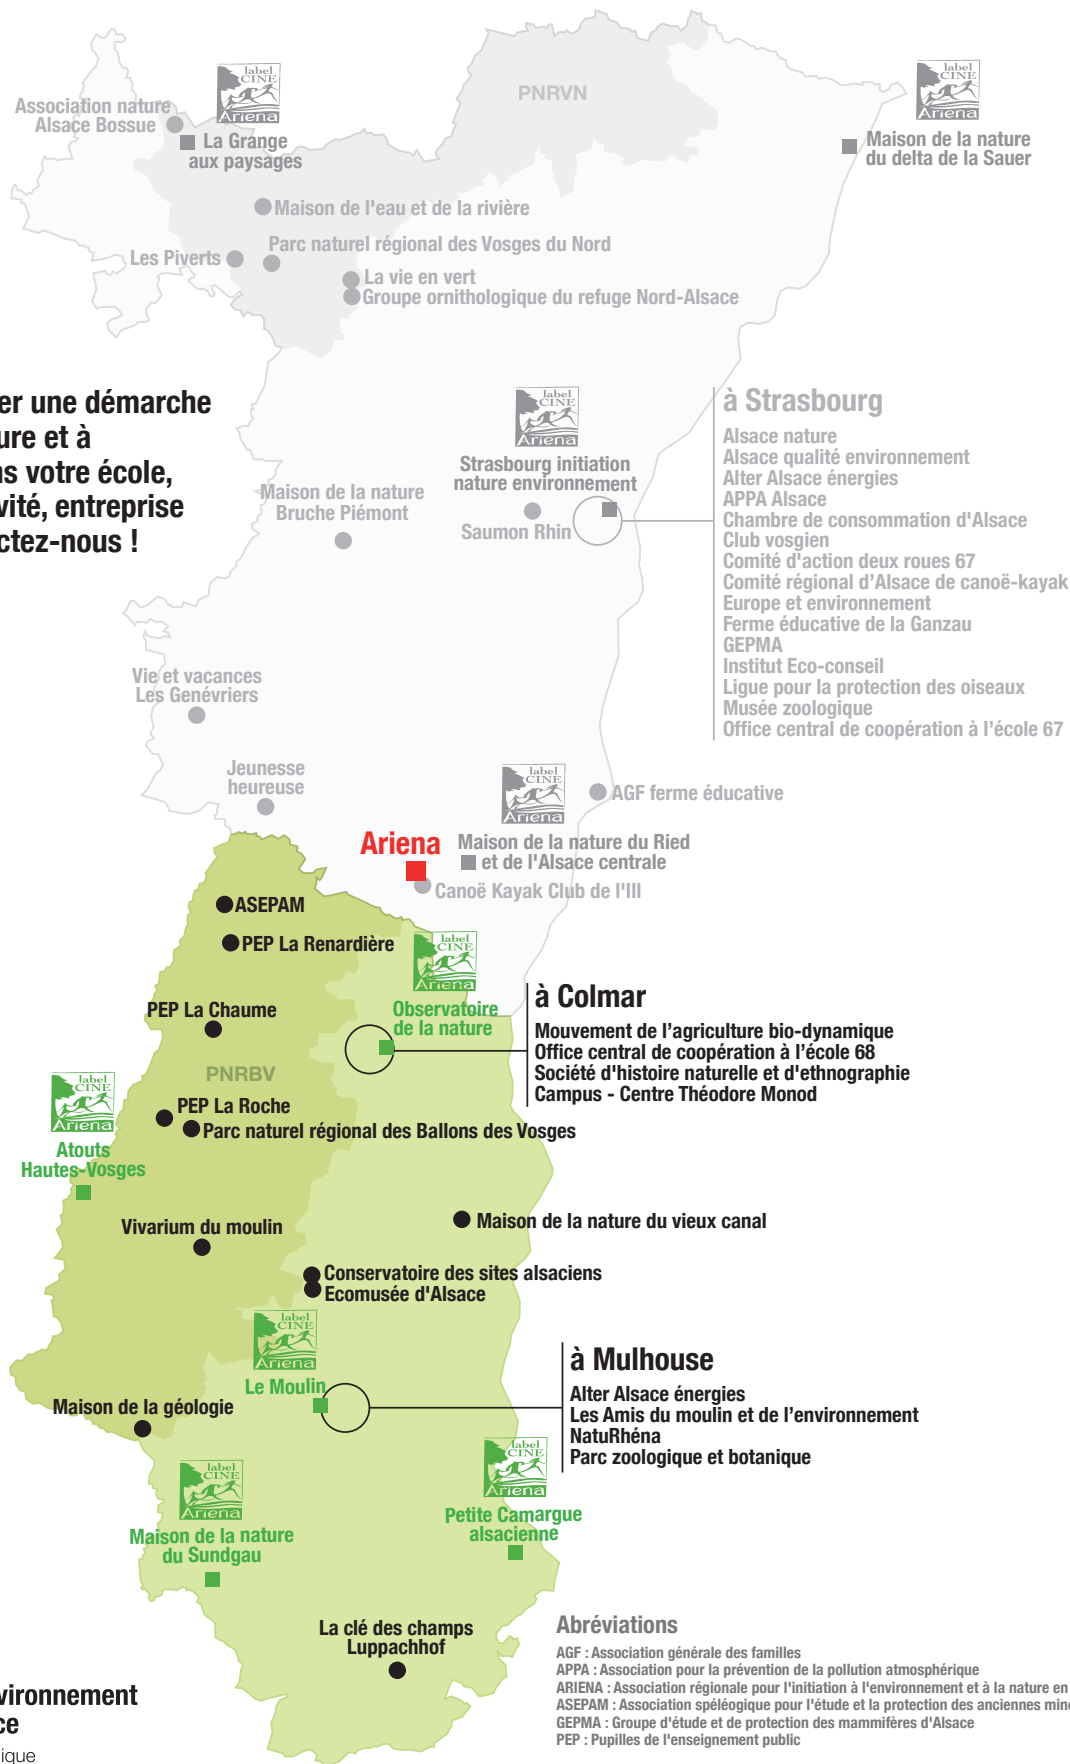 label
CINE
Ariena
PNRVN
label
CINE
Ariena
Association nature
Alsace Bossue
La Grange
aux paysages
Maison de la nature
du delta de la Sauer
Maison de l'eau et de la rivière
Parc naturel régional des Vosges du Nord
Les Piverts
La vie en vert
Groupe ornithologique du refuge Nord-Alsace
er une démarche
ure et à
ns votre école,
vité, entreprise
ctez-nous !
label
CINE
Ariena
Strasbourg initiation
nature environnement
Maison de la nature
Bruche Piémont
Saumon Rhin
à Strasbourg
Alsace nature
Alsace qualité environnement
Alter Alsace énergies
APPA Alsace
Chambre de consommation d'Alsace
Club vosgien
Comité d'action deux roues 67
Comité régional d'Alsace de canoë-kayak
Europe et environnement
Ferme éducative de la Ganzau
GEPMA
Institut Eco-conseil
Ligue pour la protection des oiseaux
Musée zoologique
Office central de coopération à l'école 67
Vie et vacances
Les Genévriers
Jeunesse
heureuse
label
CINE
Ariena
AGF ferme éducative
Ariena
Maison de la nature du Ried
et de l'Alsace centrale
Canoë Kayak Club de l'Ill
ASEPAM
PEP La Renardière
label
CINE
Ariena
Observatoire
de la nature
PEP La Chaume
à Colmar
Mouvement de l'agriculture bio-dynamique
Office central de coopération à l'école 68
Société d'histoire naturelle et d'ethnographie
Campus - Centre Théodore Monod
PNRBV
label
CINE
Ariena
Atouts
Hautes-Vosges
PEP La Roche
Parc naturel régional des Ballons des Vosges
Vivarium du moulin
Maison de la nature du vieux canal
Conservatoire des sites alsaciens
Ecomusée d'Alsace
label
CINE
Ariena
Le Moulin
à Mulhouse
Alter Alsace énergies
Les Amis du moulin et de l'environnement
NatuRhéna
Parc zoologique et botanique
Maison de la géologie
label
CINE
Ariena
Maison de la nature
du Sundgau
label
CINE
Ariena
Petite Camargue
alsacienne
La clé des champs
Luppachhof
Abréviations
AGF : Association générale des familles
APPA : Association pour la prévention de la pollution atmosphérique
ARIENA : Association régionale pour l'initiation à l'environnement et à la nature en
ASEPAM : Association spéléogique pour l'étude et la protection des anciennes mine
GEPMA : Groupe d'étude et de protection des mammifères d'Alsace
PEP : Pupilles de l'enseignement public
vironnement
ce
ique